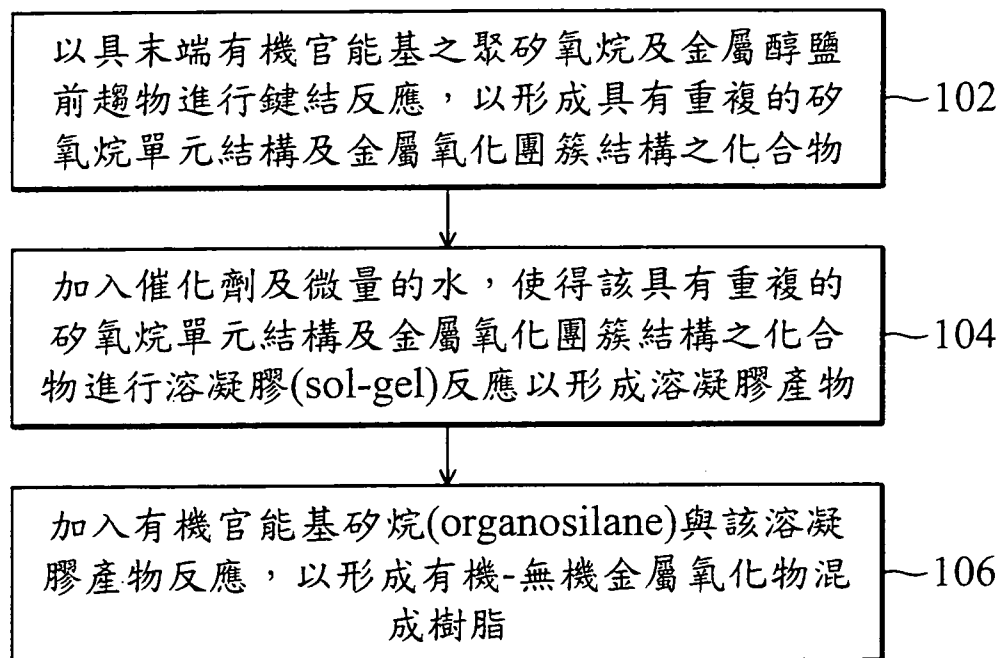 以具末端有機官能基之聚矽氧烷及金屬醇鹽
前趨物進行鍵結反應，以形成具有重複的矽
氧烷單元結構及金屬氧化團簇結構之化合物
102
加入催化劑及微量的水，使得該具有重複的
矽氧烷單元結構及金屬氧化團簇結構之化合
物進行溶凝膠(sol-gel)反應以形成溶凝膠產物
104
加入有機官能基矽烷(organosilane)與該溶凝
膠產物反應，以形成有機-無機金屬氧化物混
成樹脂
106